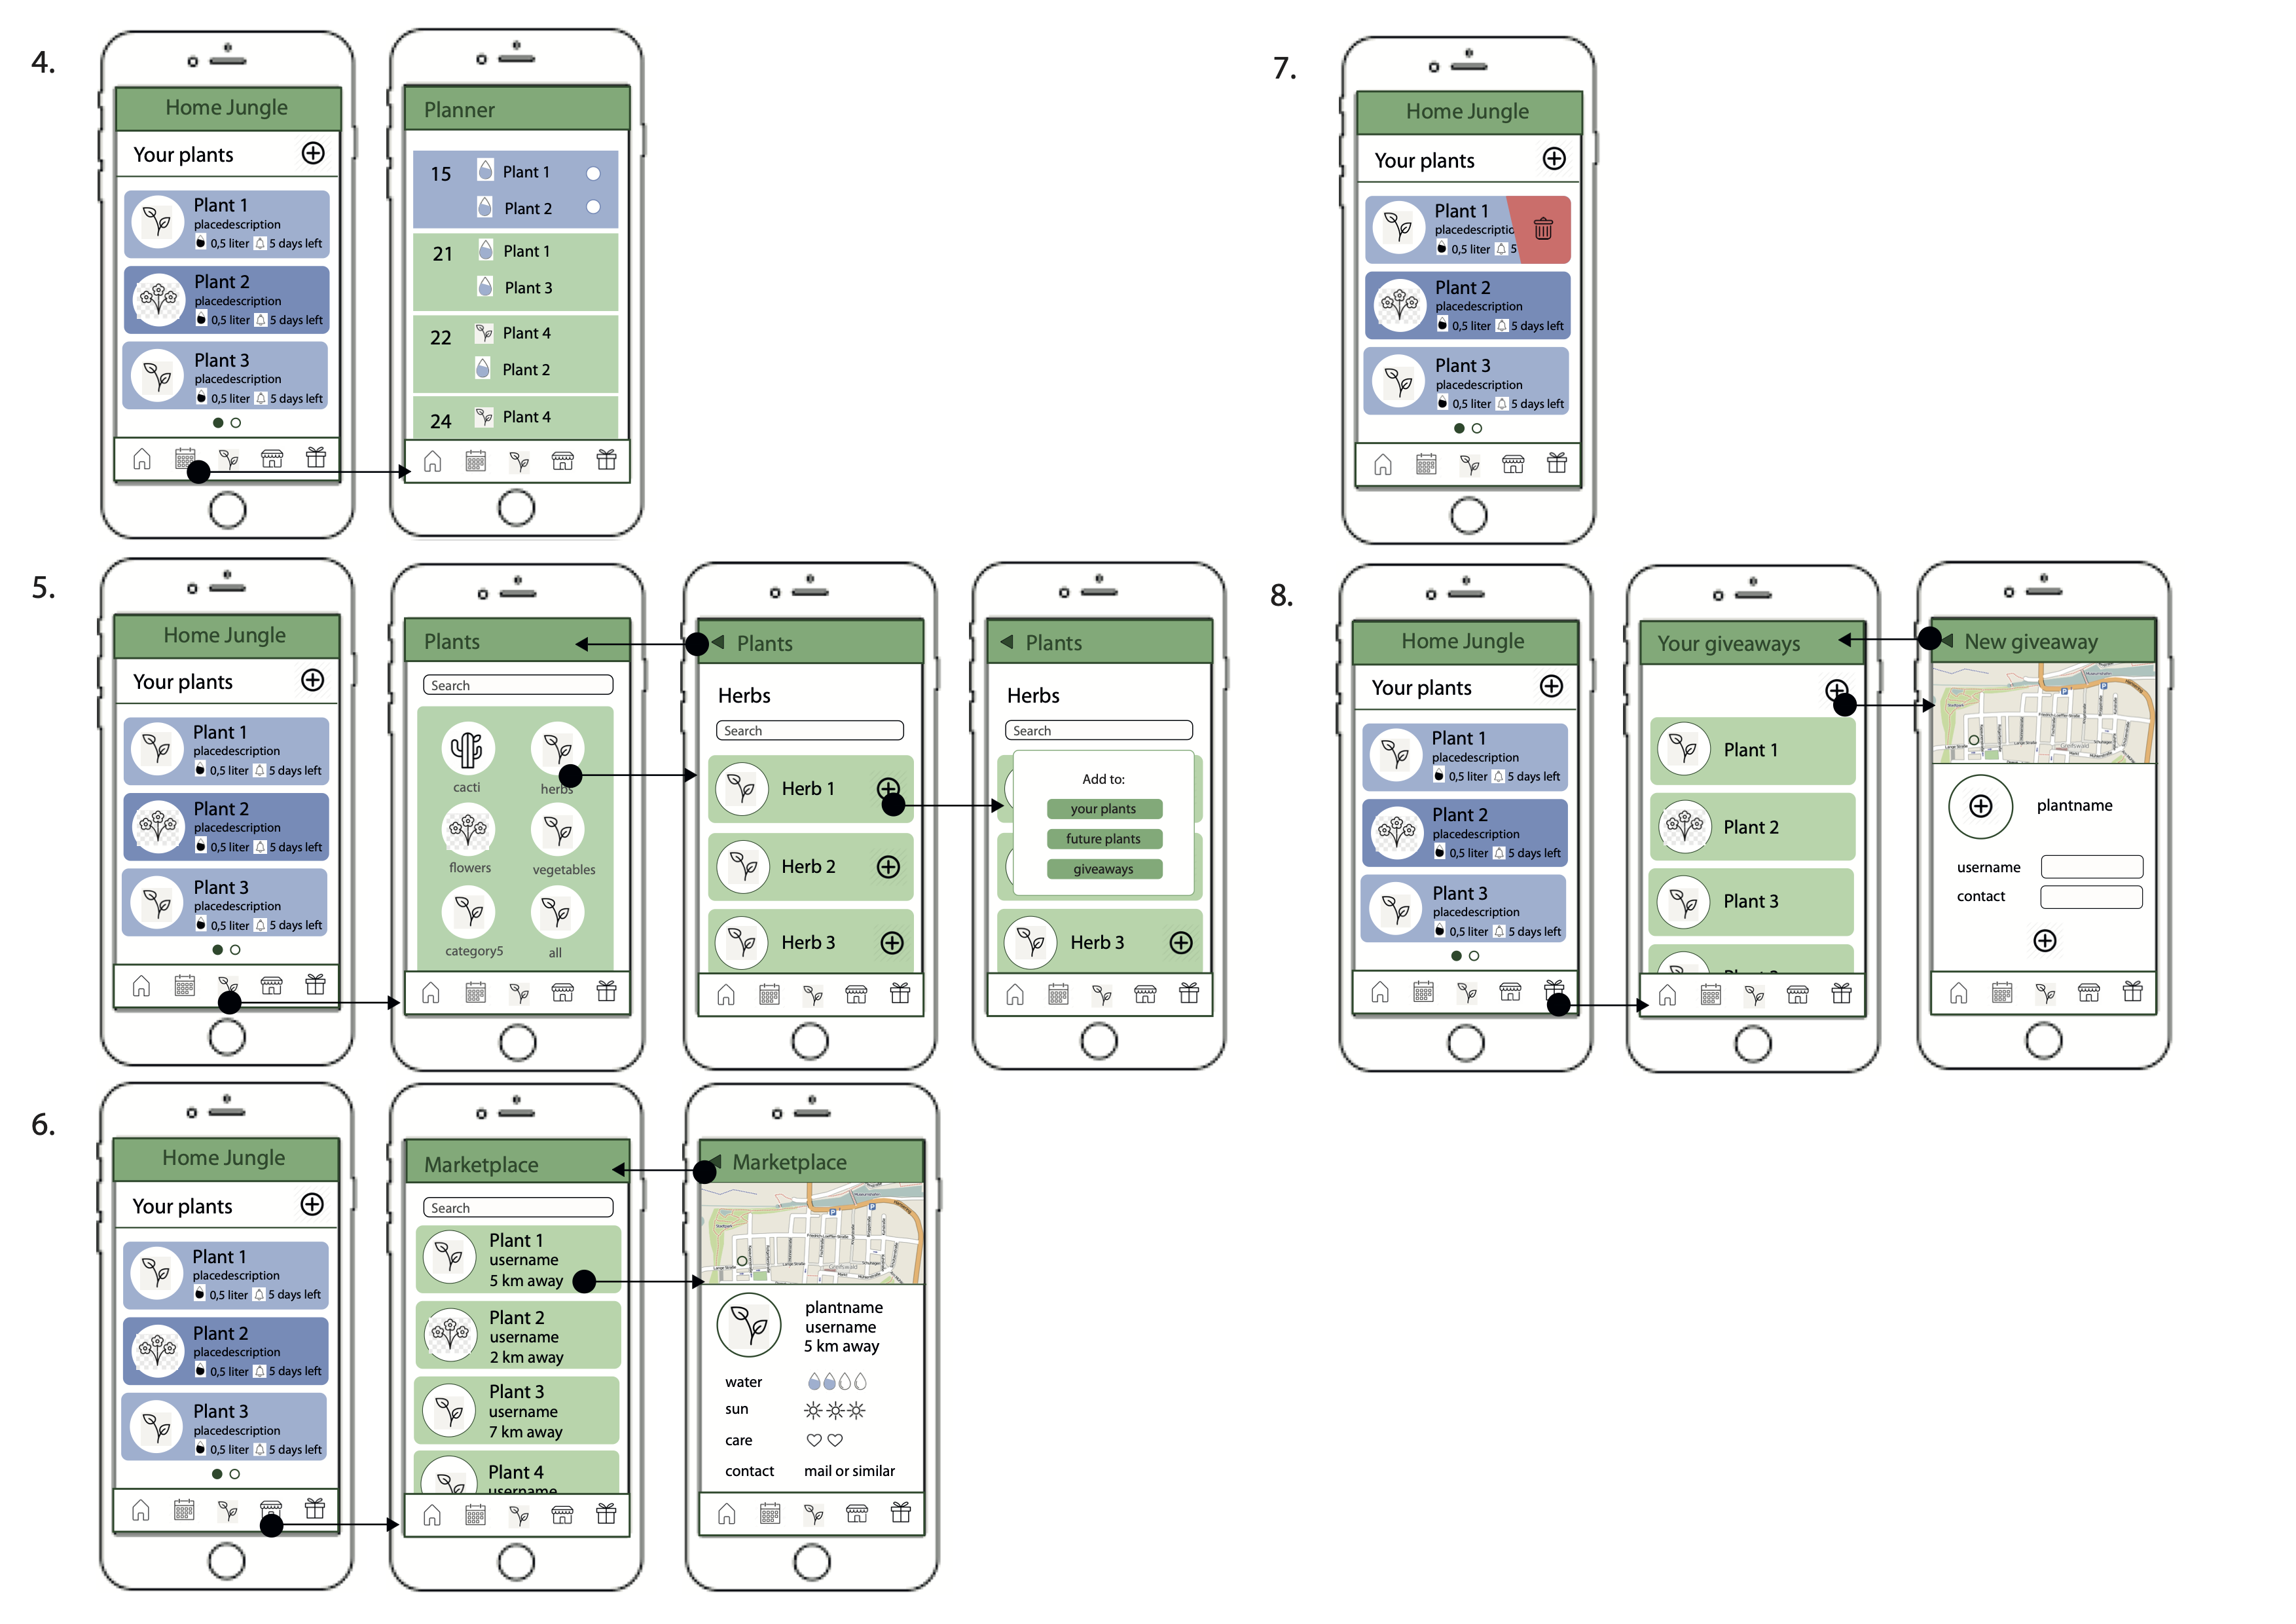 4.
Home Jungle
Your plants
Plant 1
placedescription
0,5 liter 5 days left
Plant 2
placedescription
0,5 liter 5 days left
Plant 3
placedescription
0,5 liter 5 days left
Planner
15 Plant 1
Plant 2
21 Plant 1
Plant 3
22 Plant 4
Plant 2
24 Plant 4
5.
Home Jungle
Your plants
Plant 1
placedescription
0,5 liter 5 days left
Plant 2
placedescription
0,5 liter 5 days left
Plant 3
placedescription
0,5 liter 5 days left
Plants
Search
cacti herbs
flowers vegetables
category5 all
Plants
Herbs
Search
Herb 1
Herb 2
Herb 3
Plants
Herbs
Search
Add to:
your plants
future plants
giveaways
Herb 3
6.
Home Jungle
Your plants
Plant 1
placedescription
0,5 liter 5 days left
Plant 2
placedescription
0,5 liter 5 days left
Plant 3
placedescription
0,5 liter 5 days left
Marketplace
Search
Plant 1
username
5 km away
Plant 2
username
2 km away
Plant 3
username
7 km away
Plant 4
username
Marketplace
plantname
username
5 km away
water
sun
care
contact mail or similar
7.
Home Jungle
Your plants
Plant 1
placedescriptio
0,5 liter 5
Plant 2
placedescription
0,5 liter 5 days left
Plant 3
placedescription
0,5 liter 5 days left
8.
Home Jungle
Your plants
Plant 1
placedescription
0,5 liter 5 days left
Plant 2
placedescription
0,5 liter 5 days left
Plant 3
placedescription
0,5 liter 5 days left
Your giveaways
Plant 1
Plant 2
Plant 3
New giveaway
plantname
username
contact